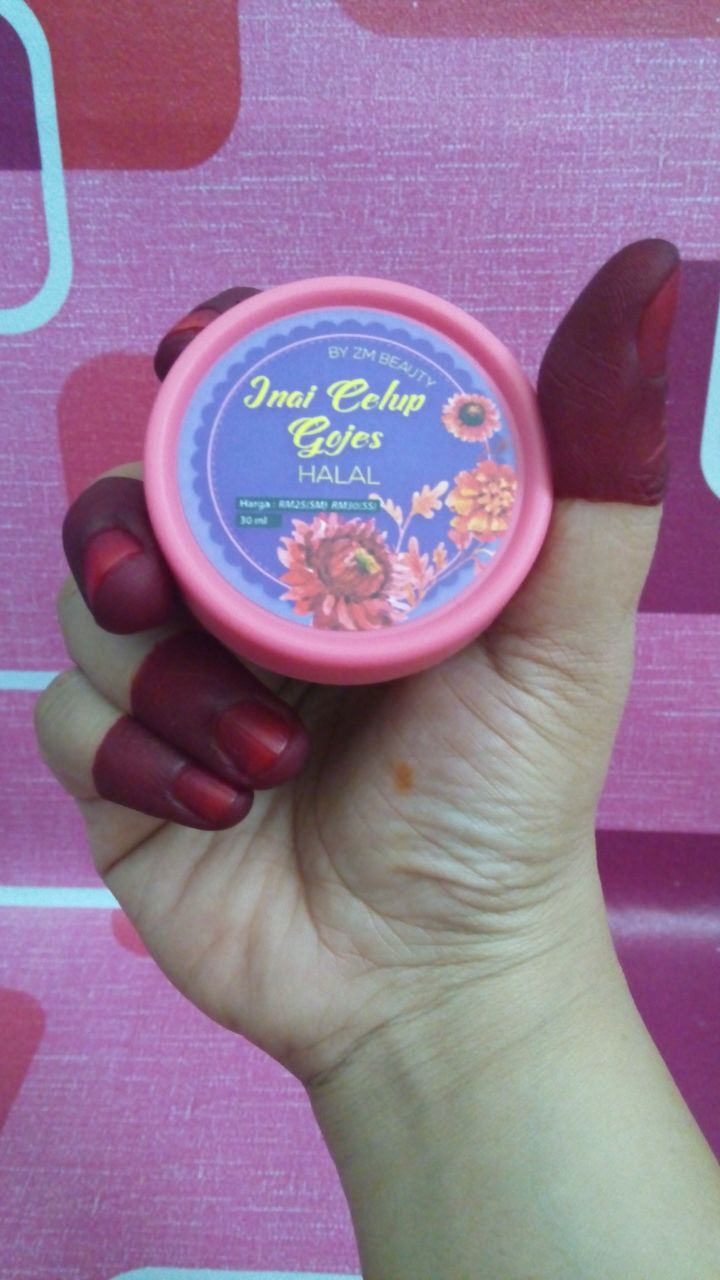 BY ZM BEAUTY
Inai Celup
Gojes
HALAL
Harga : RM25(SM) RM30(SS)
30 ml